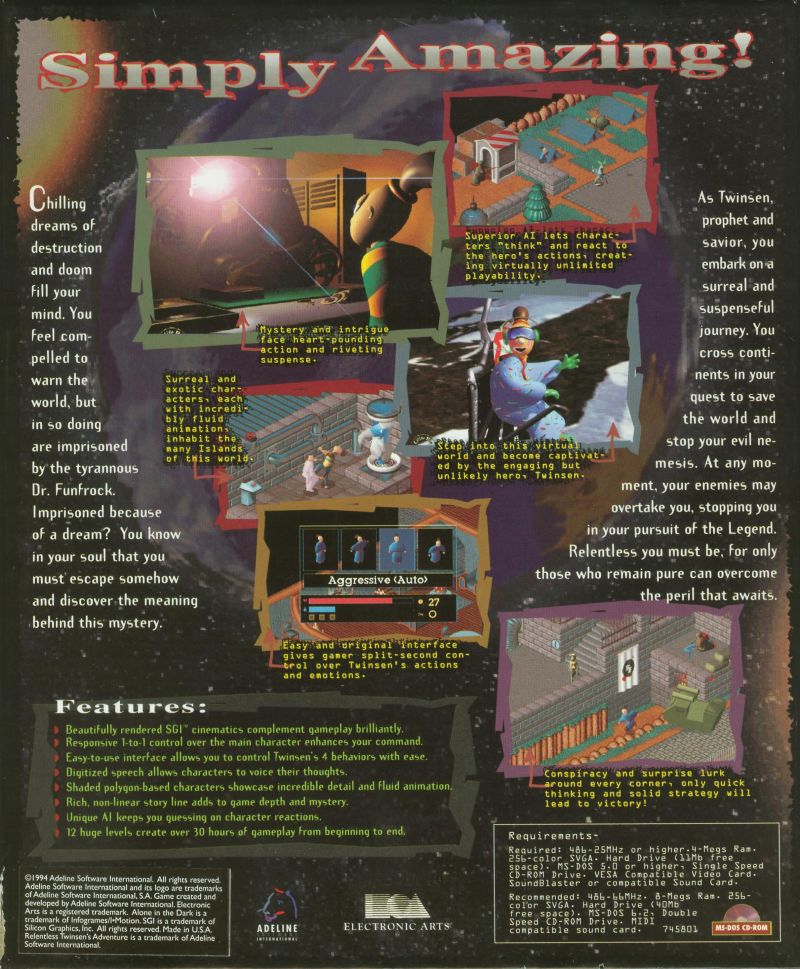 Simply Amazing!
Chilling
dreams of
destruction
and doom
fill your
mind. You
feel com-
pelled to
warn the
world, but
in so doing
are imprisoned
by the tyrannous
Dr. Funfrock.
Imprisoned because
of a dream? You know
in your soul that you
must escape somehow
and discover the meaning
behind this mystery.
Superior AI lets charac-
ters "think" and react to
the hero's actions, creat-
ing virtually unlimited
playability.
Mystery and intrigue
face heart-pounding
action and riveting
suspense.
Surreal and
exotic char-
acters, each
with incredi-
bly fluid
animation,
inhabit the
many Islands
of this world.
Step into this virtual
world and become captivat-
ed by the engaging but
unlikely hero, Twinsen.
Aggressive (Auto)
27
0
Easy and original interface
gives gamer split-second con-
trol over Twinsen's actions
and emotions.
As Twinsen,
prophet and
savior, you
embark on a
surreal and
suspenseful
journey. You
cross conti-
nents in your
quest to save
the world and
stop your evil ne-
mesis. At any mo-
ment, your enemies may
overtake you, stopping you
in your pursuit of the Legend.
Relentless you must be, for only
those who remain pure can overcome
the peril that awaits.
Conspiracy and surprise lurk
around every corner, only quick
thinking and solid strategy will
lead to victory!
Features:
Beautifully rendered SGI™ cinematics complement gameplay brilliantly.
Responsive 1-to-1 control over the main character enhances your command.
Easy-to-use interface allows you to control Twinsen's 4 behaviors with ease.
Digitized speech allows characters to voice their thoughts.
Shaded polygon-based characters showcase incredible detail and fluid animation.
Rich, non-linear story line adds to game depth and mystery.
Unique AI keeps you guessing on character reactions.
12 huge levels create over 30 hours of gameplay from beginning to end.
©1994 Adeline Software International. All rights reserved.
Adeline Software International and its logo are trademarks
of Adeline Software International, S.A. Game created and
developed by Adeline Software International. Electronic
Arts is a registered trademark. Alone in the Dark is a
trademark of Infogrames/I•Motion. SGI is a trademark of
Silicon Graphics, Inc. All rights reserved. Made in U.S.A.
Relentless Twinsen's Adventure is a trademark of Adeline
Software International.
ADELINE
INTERNATIONAL
ELECTRONIC ARTS®
Requirements-
Required: 486-25MHz or higher. 4-Megs Ram.
256-color SVGA. Hard Drive (11Mb free
space). MS-DOS 5.0 or higher, Single Speed
CD-ROM Drive. VESA Compatible Video Card.
SoundBlaster or compatible Sound Card.
Recommended: 486-66MHz. 8-Megs Ram. 256-
color SVGA. Hard Drive (40Mb
free space). MS-DOS 6.2, Double
Speed CD-ROM Drive. MIDI
compatible sound card. 745801
MS-DOS CD-ROM